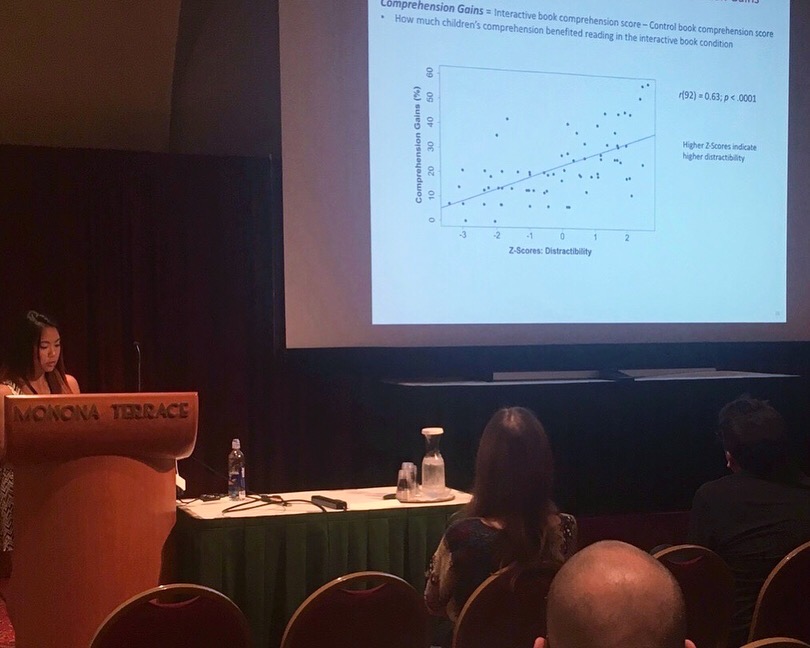 Comprehension Gains = Interactive book comprehension score – Control book comprehension score
• How much children's comprehension benefited reading in the interactive book condition
Comprehension Gains (%)
60
50
40
30
20
10
0
-3 -2 -1 0 1 2
Z-Scores: Distractibility
r(92) = 0.63; p < .0001
Higher Z-Scores indicate
higher distractibility
MONONA TERRACE